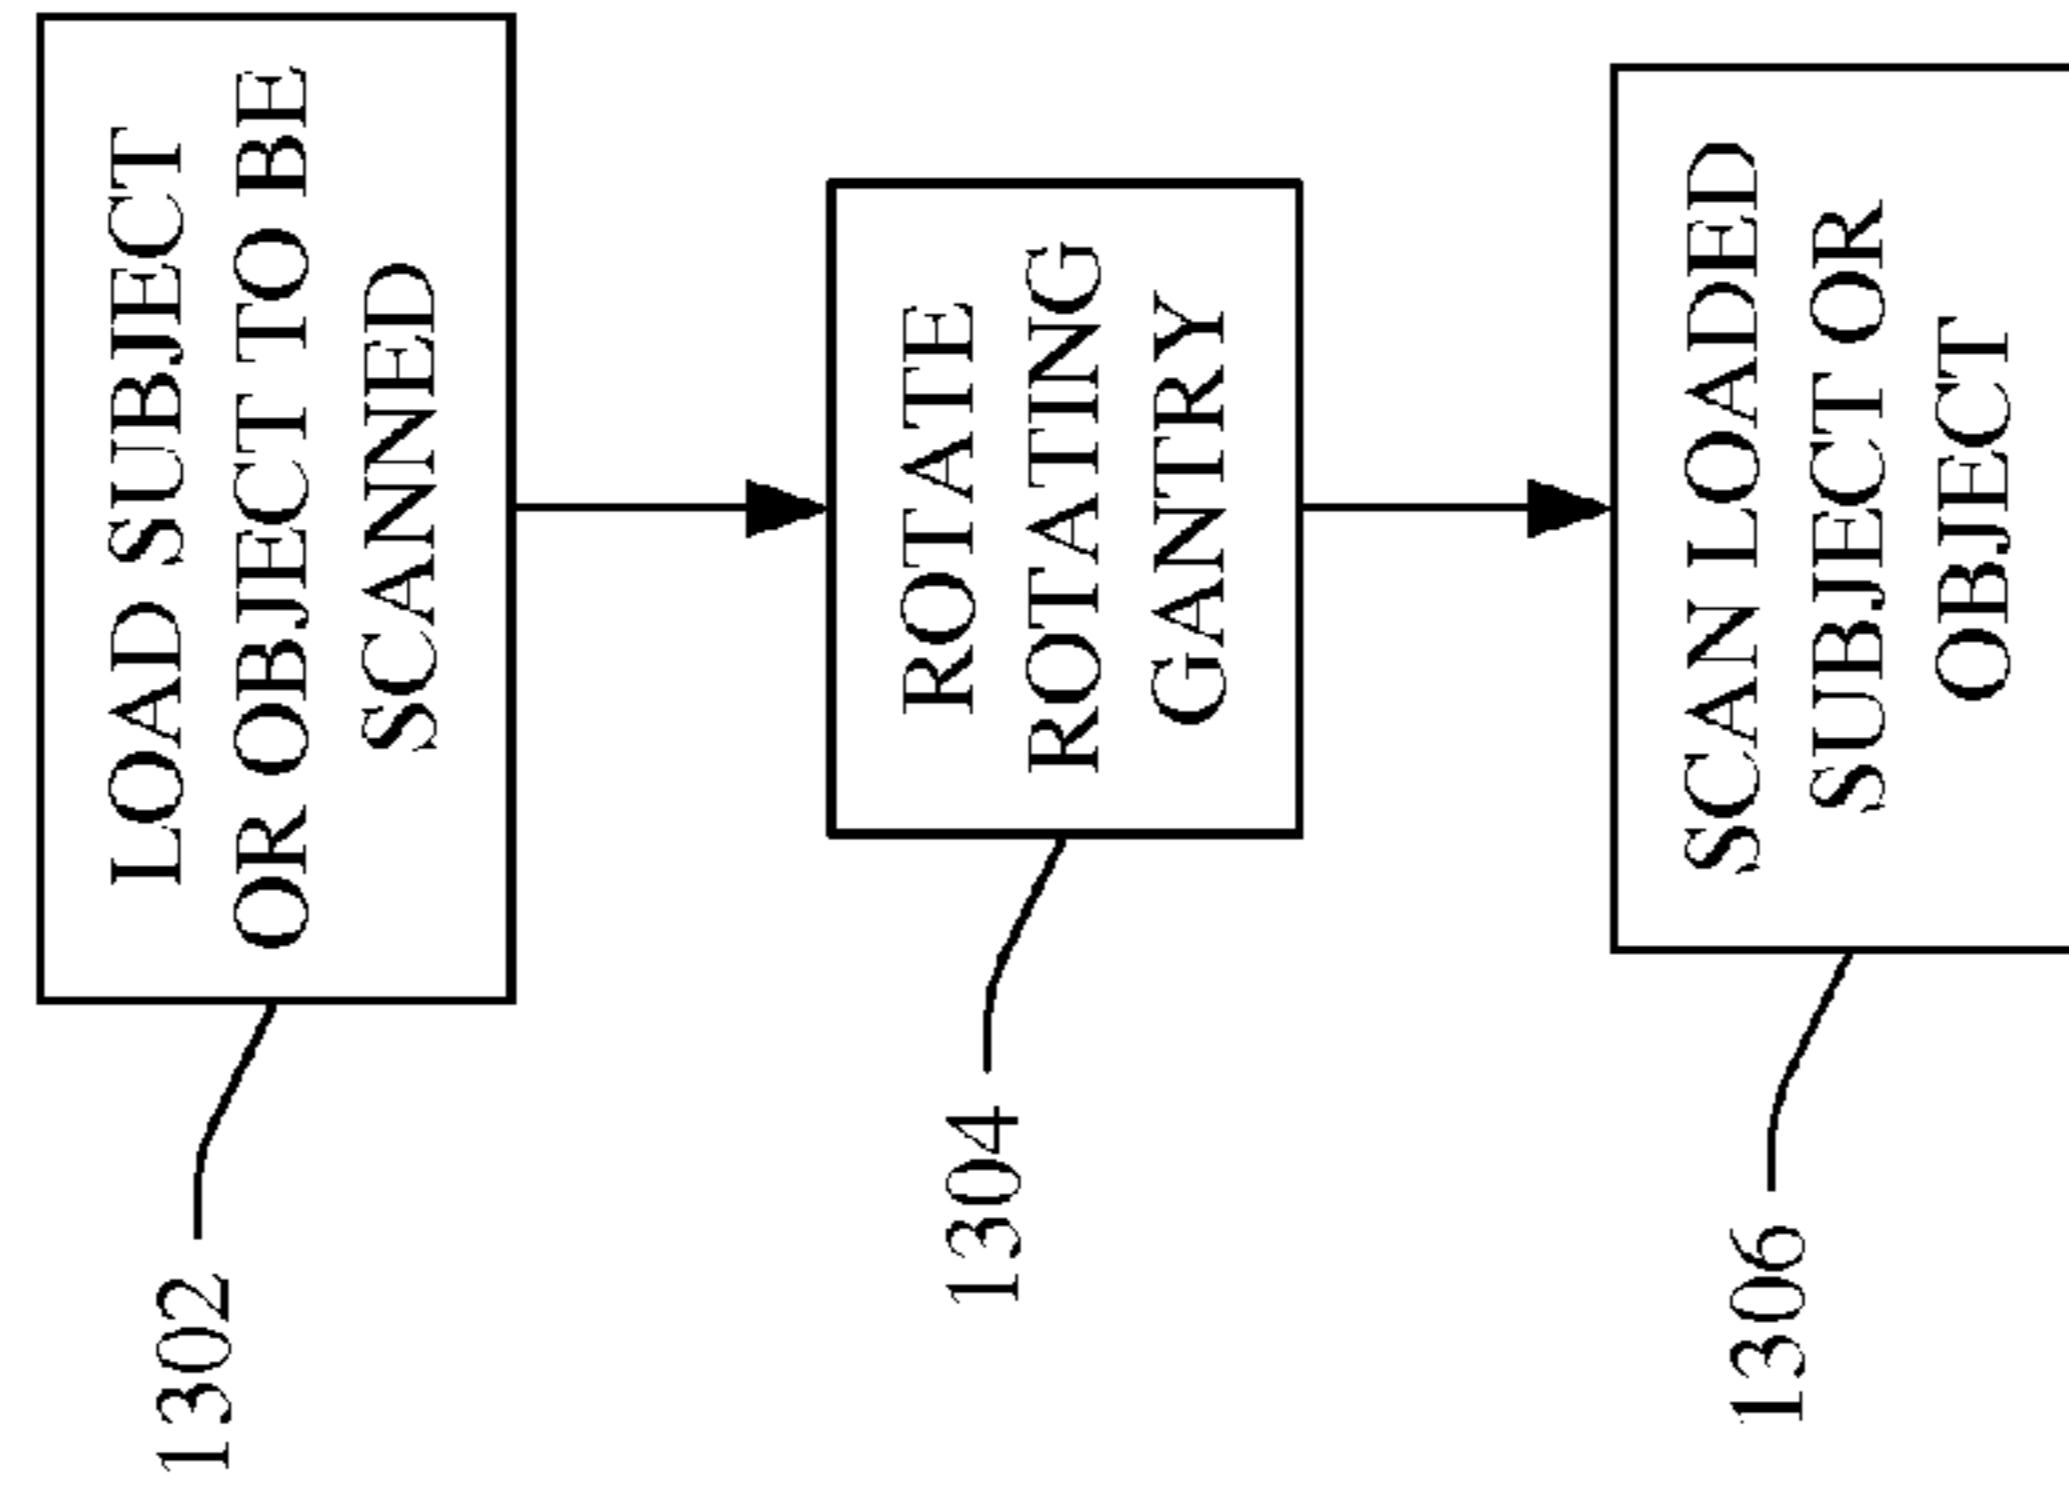 LOAD SUBJECT
OR OBJECT TO BE
SCANNED
1302
ROTATE
ROTATING
GANTRY
1304
SCAN LOADED
SUBJECT OR
OBJECT
1306